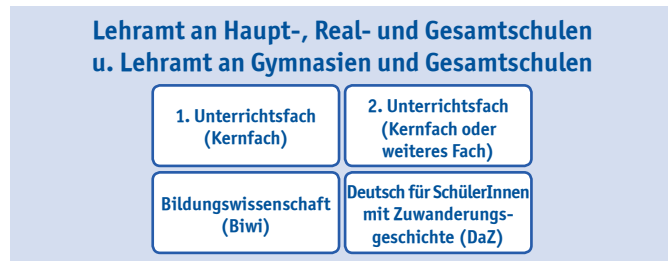 Lehramt an Haupt-, Real- und Gesamtschulen
u. Lehramt an Gymnasien und Gesamtschulen
1. Unterrichtsfach
(Kernfach)
2. Unterrichtsfach
(Kernfach oder
weiteres Fach)
Bildungswissenschaft
(Biwi)
Deutsch für SchülerInnen
mit Zuwanderungs-
geschichte (DaZ)